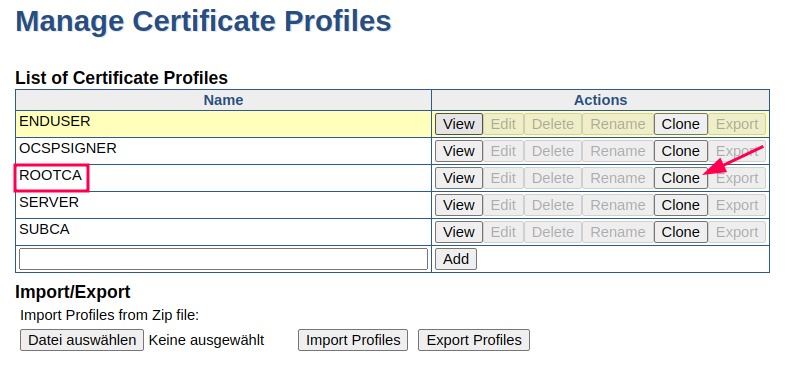 Manage Certificate Profiles
List of Certificate Profiles
Name Actions
ENDUSER View Edit Delete Rename Clone Export
OCSPSIGNER View Edit Delete Rename Clone Export
ROOTCA View Edit Delete Rename Clone Export
SERVER View Edit Delete Rename Clone Export
SUBCA View Edit Delete Rename Clone Export
Add
Import/Export
Import Profiles from Zip file:
Datei auswählen Keine ausgewählt Import Profiles Export Profiles